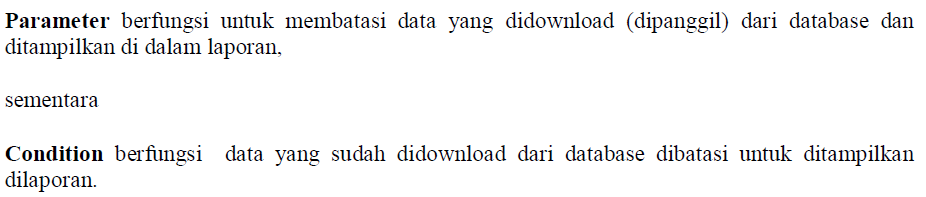 Parameter berfungsi untuk membatasi data yang didownload (dipanggil) dari database dan
ditampilkan di dalam laporan,
sementara
Condition berfungsi data yang sudah didownload dari database dibatasi untuk ditampilkan
dilaporan.